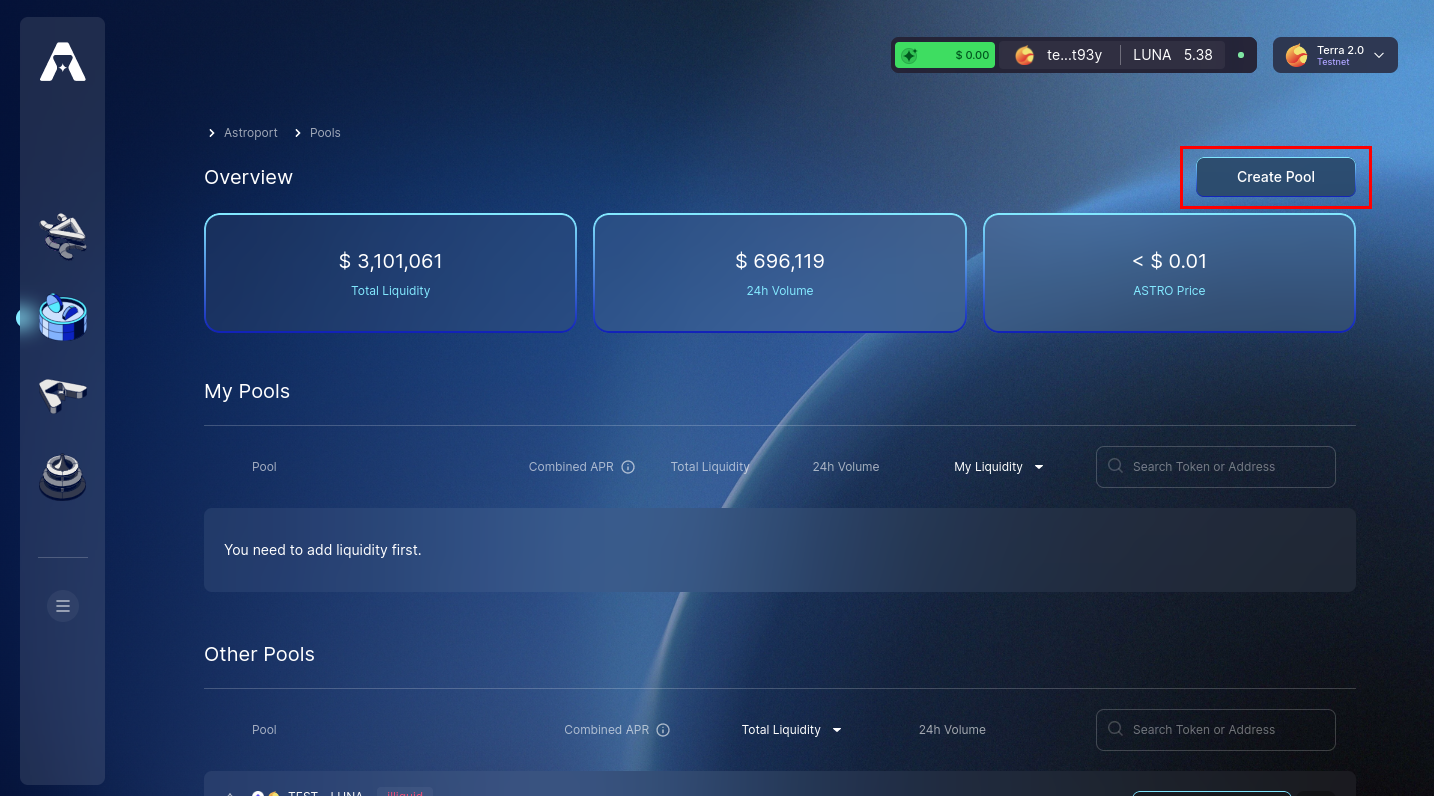 $ 0.00 te...t93y LUNA 5.38 Terra 2.0
Testnet
Astroport Pools
Overview Create Pool
$ 3,101,061 $ 696,119 < $ 0.01
Total Liquidity 24h Volume ASTRO Price
My Pools
Pool Combined APR Total Liquidity 24h Volume My Liquidity Search Token or Address
You need to add liquidity first.
Other Pools
Pool Combined APR Total Liquidity 24h Volume Search Token or Address
TEST - LUNA Illiquid